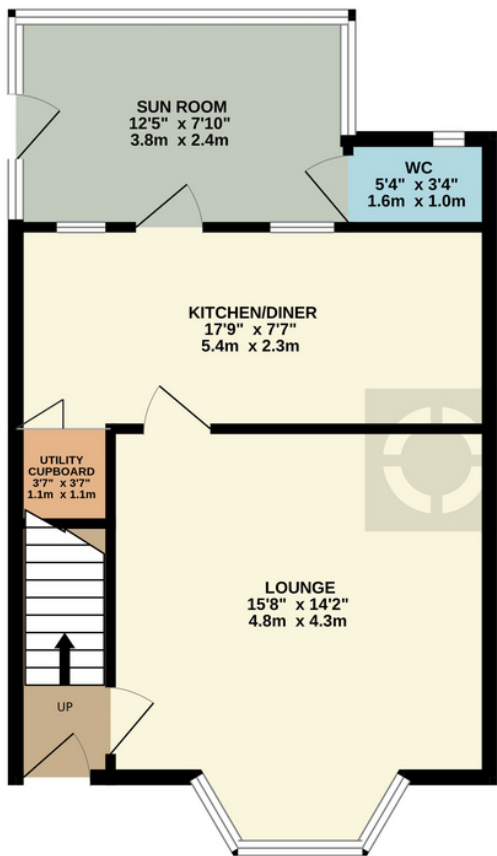 SUN ROOM
12'5" x 7'10"
3.8m x 2.4m
WC
5'4" x 3'4"
1.6m x 1.0m
KITCHEN/DINER
17'9" x 7'7"
5.4m x 2.3m
UTILITY
CUPBOARD
3'7" x 3'7"
1.1m x 1.1m
LOUNGE
15'8" x 14'2"
4.8m x 4.3m
UP